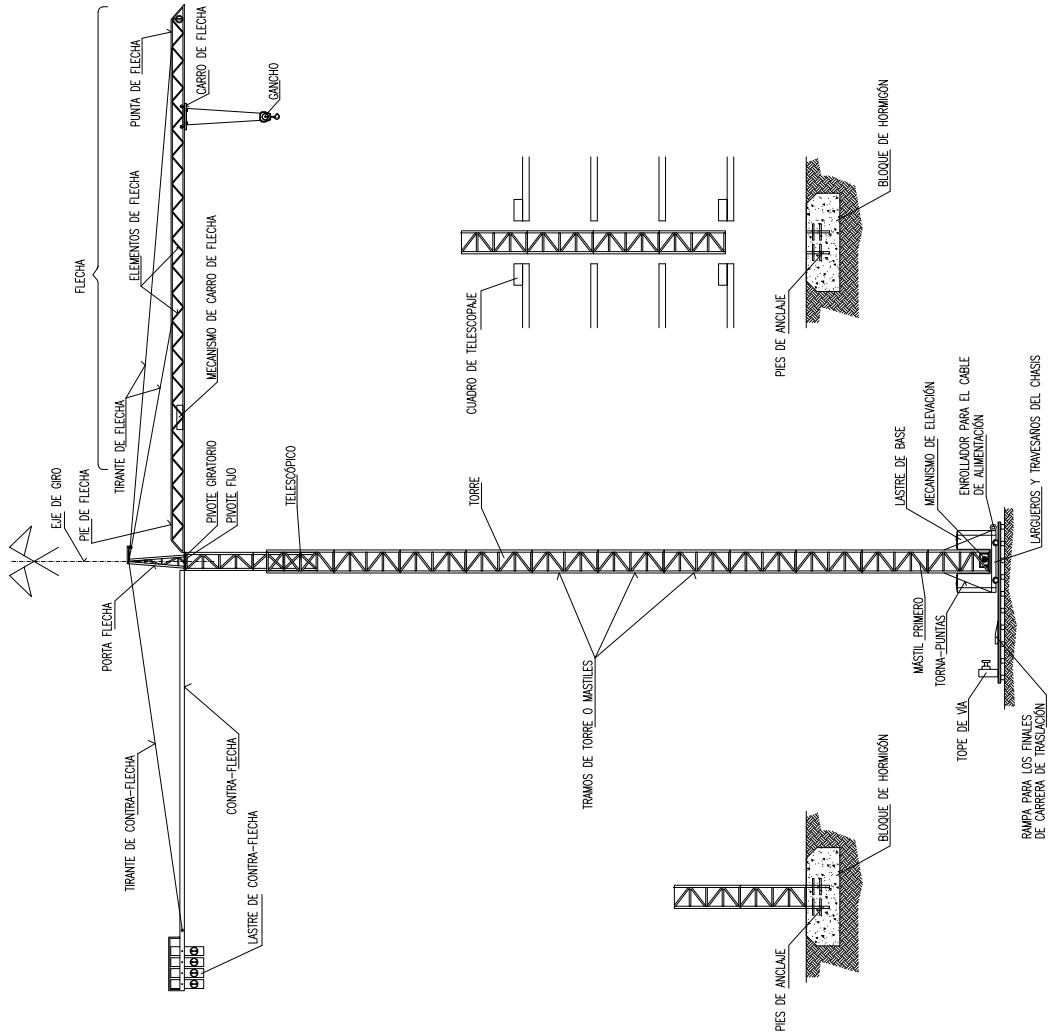 EJE DE GIRO
PIE DE FLECHA
PORTA FLECHA
TIRANTE DE CONTRA-FLECHA
CONTRA-FLECHA
LASTRE DE CONTRA-FLECHA
FLECHA
TIRANTE DE FLECHA
ELEMENTOS DE FLECHA
PUNTA DE FLECHA
CARRO DE FLECHA
GANCHO
MECANISMO DE CARRO DE FLECHA
PIVOTE GIRATORIO
PIVOTE FIJO
TELESCÓPICO
TORRE
TRAMOS DE TORRE O MASTILES
CUADRO DE TELESCOPAJE
PIES DE ANCLAJE
BLOQUE DE HORMIGÓN
PIES DE ANCLAJE
BLOQUE DE HORMIGÓN
MÁSTIL PRIMERO
TORNA-PUNTAS
TOPE DE VÍA
RAMPA PARA LOS FINALES
DE CARRERA DE TRASLACIÓN
LASTRE DE BASE
MECANISMO DE ELEVACIÓN
ENROLLADOR PARA EL CABLE
DE ALIMENTACIÓN
LARGUEROS Y TRAVESAÑOS DEL CHASIS